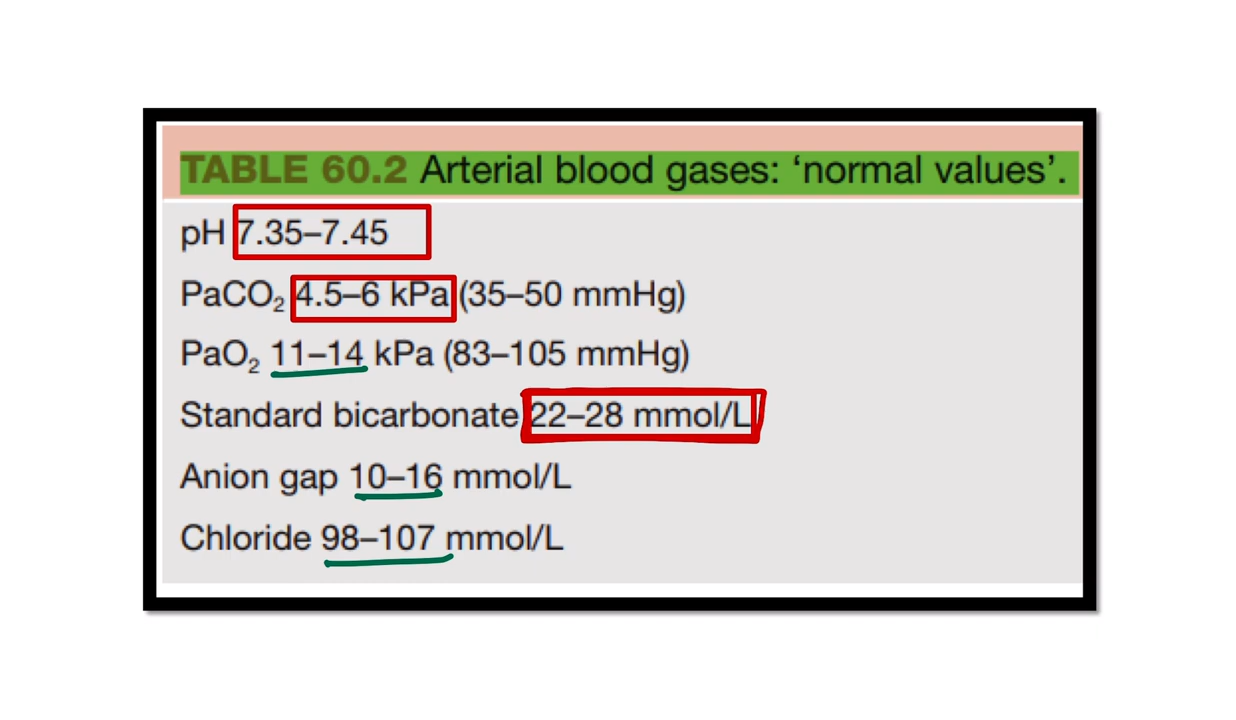 TABLE 60.2 Arterial blood gases: ‘normal values’.
pH 7.35–7.45
PaCO₂ 4.5–6 kPa (35–50 mmHg)
PaO₂ 11–14 kPa (83–105 mmHg)
Standard bicarbonate 22–28 mmol/L
Anion gap 10–16 mmol/L
Chloride 98–107 mmol/L